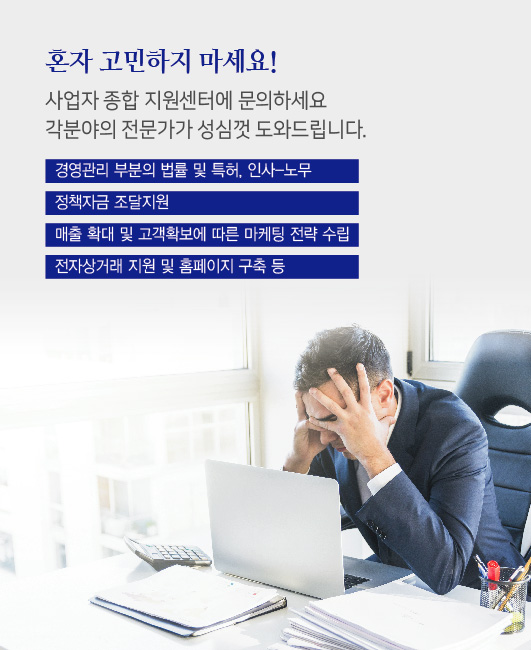 혼자 고민하지 마세요!
사업자 종합 지원센터에 문의하세요
각분야의 전문가가 성심껏 도와드립니다.
경영관리 부분의 법률 및 특허, 인사-노무
정책자금 조달지원
매출 확대 및 고객확보에 따른 마케팅 전략 수립
전자상거래 지원 및 홈페이지 구축 등